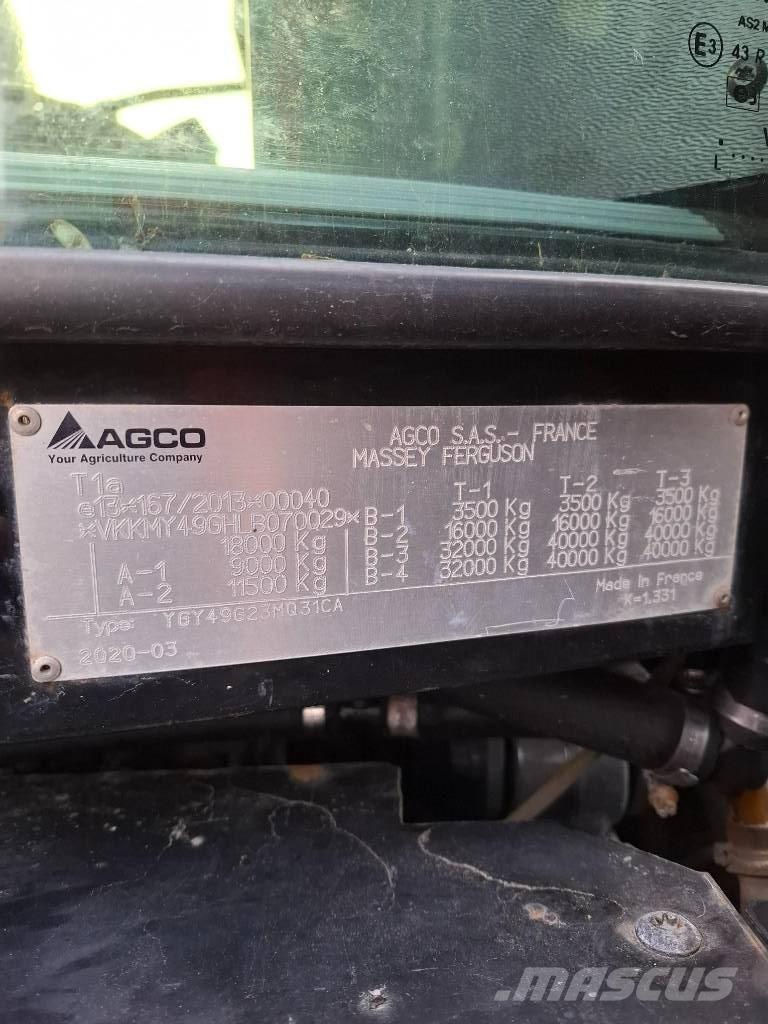 AS2
E3 43 R
L
AGCO
Your Agriculture Company
AGCO S.A.S.- FRANCE
MASSEY FERGUSON
T1a
e13*167/2013*00040
*VKKMY49GHLB070029*
18000 Kg
A-1 9000 Kg
A-2 11500 Kg
T-1 T-2 T-3
B-1 3500 Kg 3500 Kg 3500 Kg
B-2 16000 Kg 16000 Kg 16000 Kg
B-3 32000 Kg 40000 Kg 40000 Kg
B-4 32000 Kg 40000 Kg 40000 Kg
Type: YGY49G23MQ31CA
Made In France
K=1.331
2020-03
MASCUS